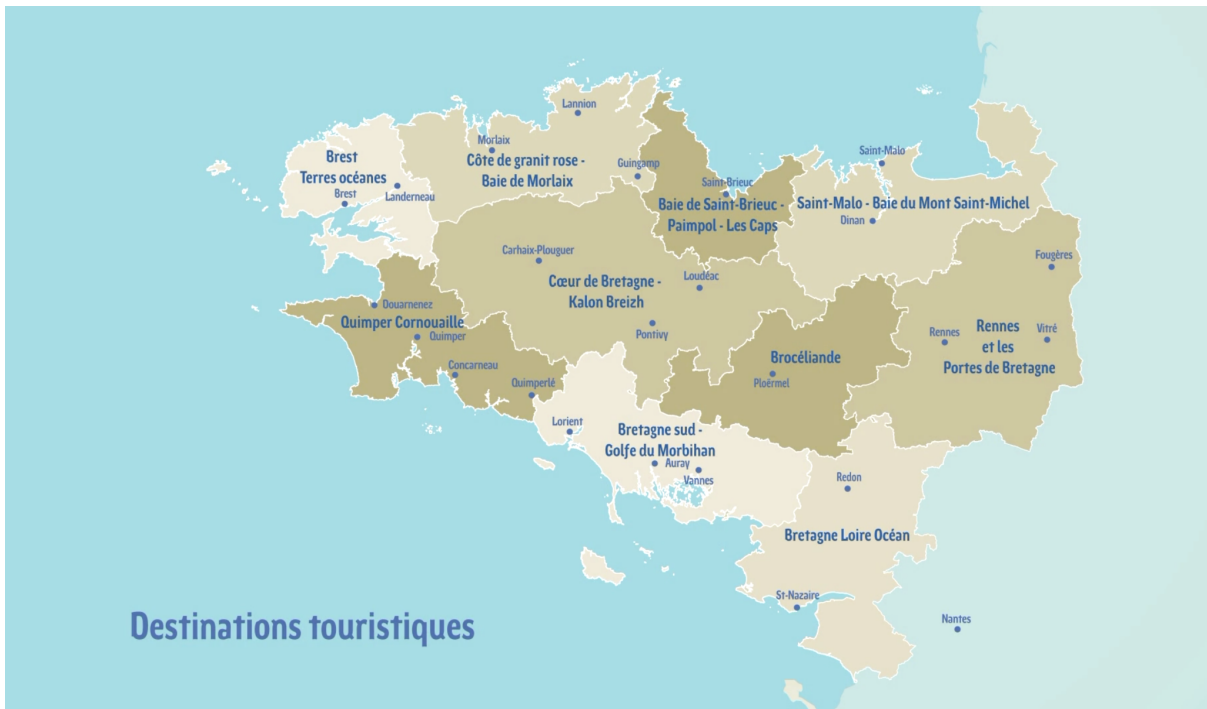 Lannion
Morlaix
Côte de granit rose -
Baie de Morlaix
Guingamp
Brest
Terres océanes
Brest
Landerneau
Saint-Brieuc
Baie de Saint-Brieuc -
Paimpol - Les Caps
Saint-Malo
Saint-Malo - Baie du Mont Saint-Michel
Dinan
Carhaix-Plouguer
Loudéac
Cœur de Bretagne -
Kalon Breizh
Pontivy
Fougères
Rennes
Vitré
Rennes
et les
Portes de Bretagne
Douarnenez
Quimper Cornouaille
Quimper
Concarneau
Quimperlé
Brocéliande
Ploërmel
Lorient
Bretagne sud -
Golfe du Morbihan
Auray
Vannes
Redon
Bretagne Loire Océan
St-Nazaire
Nantes
Destinations touristiques